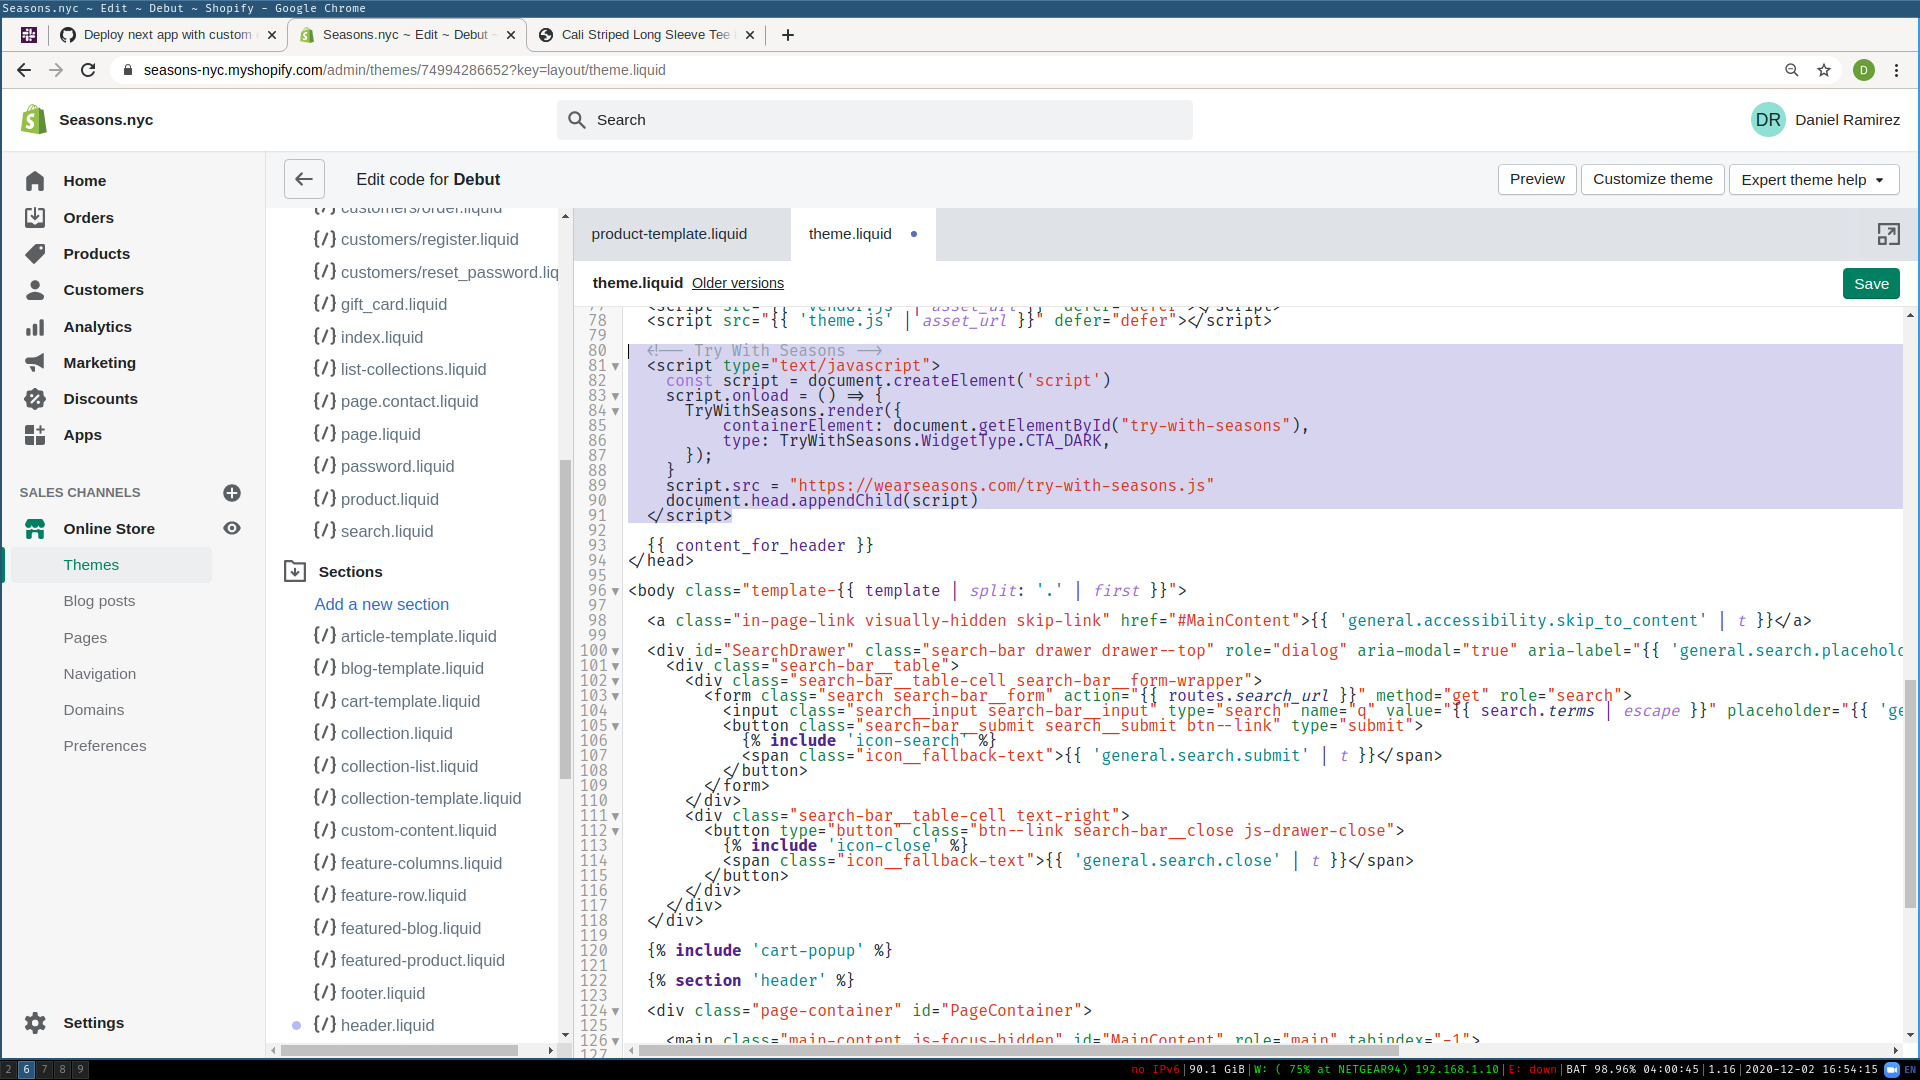 Seasons.nyc ~ Edit ~ Debut ~ Shopify - Google Chrome
Deploy next app with custom
Seasons.nyc ~ Edit ~ Debut ~
Cali Striped Long Sleeve Tee
seasons-nyc.myshopify.com/admin/themes/74994286652?key=layout/theme.liquid
D
Seasons.nyc
Search
DR
Daniel Ramirez
Home
Orders
Products
Customers
Analytics
Marketing
Discounts
Apps
SALES CHANNELS
Online Store
Themes
Blog posts
Pages
Navigation
Domains
Preferences
Settings
Edit code for Debut
Preview
Customize theme
Expert theme help
customers/order.liquid
{/} customers/register.liquid
{/} customers/reset_password.liq
{/} gift_card.liquid
{/} index.liquid
{/} list-collections.liquid
{/} page.contact.liquid
{/} page.liquid
{/} password.liquid
{/} product.liquid
{/} search.liquid
Sections
Add a new section
{/} article-template.liquid
{/} blog-template.liquid
{/} cart-template.liquid
{/} collection.liquid
{/} collection-list.liquid
{/} collection-template.liquid
{/} custom-content.liquid
{/} feature-columns.liquid
{/} feature-row.liquid
{/} featured-blog.liquid
{/} featured-product.liquid
{/} footer.liquid
{/} header.liquid
product-template.liquid
theme.liquid
theme.liquid Older versions
Save
77 <script src="{{ 'vendor.js' | asset_url }}" defer="defer"></script>
78 <script src="{{ 'theme.js' | asset_url }}" defer="defer"></script>
79
80 <!-- Try With Seasons -->
81 <script type="text/javascript">
82 const script = document.createElement('script')
83 script.onload = () => {
84 TryWithSeasons.render({
85 containerElement: document.getElementById("try-with-seasons"),
86 type: TryWithSeasons.WidgetType.CTA_DARK,
87 });
88 }
89 script.src = "https://wearseasons.com/try-with-seasons.js"
90 document.head.appendChild(script)
91 </script>
92
93 {{ content_for_header }}
94 </head>
95
96 <body class="template-{{ template | split: '.' | first }}">
97
98 <a class="in-page-link visually-hidden skip-link" href="#MainContent">{{ 'general.accessibility.skip_to_content' | t }}</a>
99
100 <div id="SearchDrawer" class="search-bar drawer drawer--top" role="dialog" aria-modal="true" aria-label="{{ 'general.search.placehold
101 <div class="search-bar__table">
102 <div class="search-bar__table-cell search-bar__form-wrapper">
103 <form class="search search-bar__form" action="{{ routes.search_url }}" method="get" role="search">
104 <input class="search__input search-bar__input" type="search" name="q" value="{{ search.terms | escape }}" placeholder="{{ 'ge
105 <button class="search-bar__submit search__submit btn--link" type="submit">
106 {% include 'icon-search' %}
107 <span class="icon__fallback-text">{{ 'general.search.submit' | t }}</span>
108 </button>
109 </form>
110 </div>
111 <div class="search-bar__table-cell text-right">
112 <button type="button" class="btn--link search-bar__close js-drawer-close">
113 {% include 'icon-close' %}
114 <span class="icon__fallback-text">{{ 'general.search.close' | t }}</span>
115 </button>
116 </div>
117 </div>
118 </div>
119
120 {% include 'cart-popup' %}
121
122 {% section 'header' %}
123
124 <div class="page-container" id="PageContainer">
125
126 <main class="main-content js-focus-hidden" id="MainContent" role="main" tabindex="-1">
127
2 6 7 8 9
no IPv6|90.1 GiB|W: ( 75% at NETGEAR94) 192.168.1.10|E: down|BAT 98.96% 04:00:45|1.16|2020-12-02 16:54:15 EN